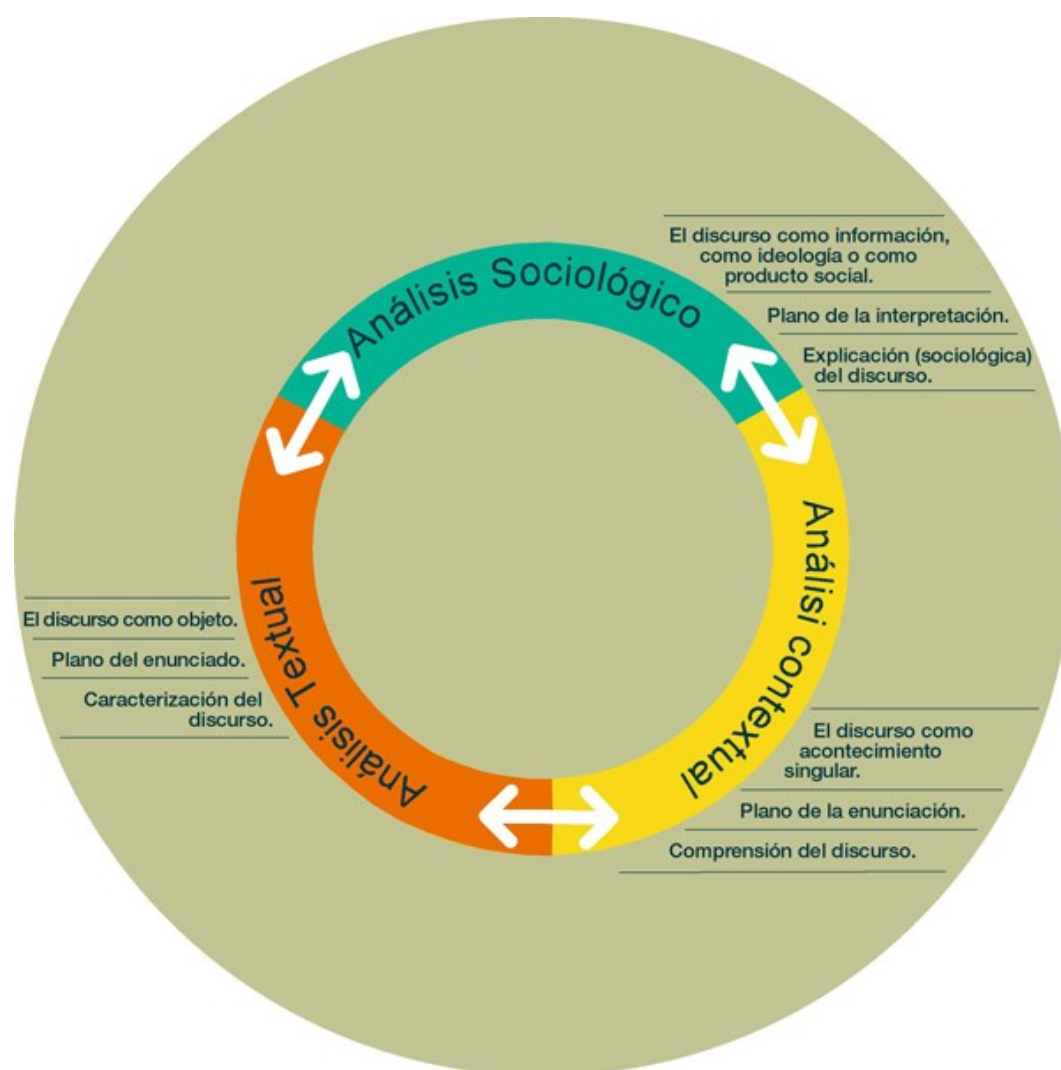 Análisis Sociológico
El discurso como información,
como ideología o como
producto social.
Plano de la interpretación.
Explicación (sociológica)
del discurso.
Análisi contextual
El discurso como
acontecimiento
singular.
Plano de la enunciación.
Comprensión del discurso.
Análisis Textual
El discurso como objeto.
Plano del enunciado.
Caracterización del
discurso.